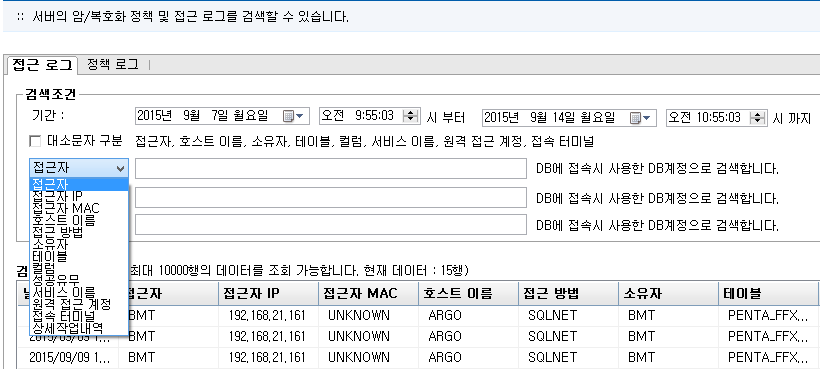 :: 서버의 암/복호화 정책 및 접근 로그를 검색할 수 있습니다.
접근 로그 정책 로그
검색조건
기간 : 2015년 9월 7일 월요일 오전 9:55:03 시 부터 2015년 9월 14일 월요일 오전 10:55:03 시 까지
대소문자 구분 접근자, 호스트 이름, 소유자, 테이블, 컬럼, 서비스 이름, 원격 접근 계정, 접속 터미널
접근자 DB에 접속시 사용한 DB계정으로 검색합니다.
접근자
접근자 IP DB에 접속시 사용한 DB계정으로 검색합니다.
접근자 MAC
호스트 이름 DB에 접속시 사용한 DB계정으로 검색합니다.
접근 방법
소유자
테이블
컬럼 최대 10000행의 데이터를 조회 가능합니다. 현재 데이터 : 15행)
성공유무
서비스 이름
원격 접근 계정
접속 터미널
상세작업내역
접근자 접근자 IP 접근자 MAC 호스트 이름 접근 방법 소유자 테이블
BMT 192.168.21.161 UNKNOWN ARGO SQLNET BMT PENTA_FFX...
2015/09/09 1... BMT 192.168.21.161 UNKNOWN ARGO SQLNET BMT PENTA_FFX...
2015/09/09 1... BMT 192.168.21.161 UNKNOWN ARGO SQLNET BMT PENTA_FFX...